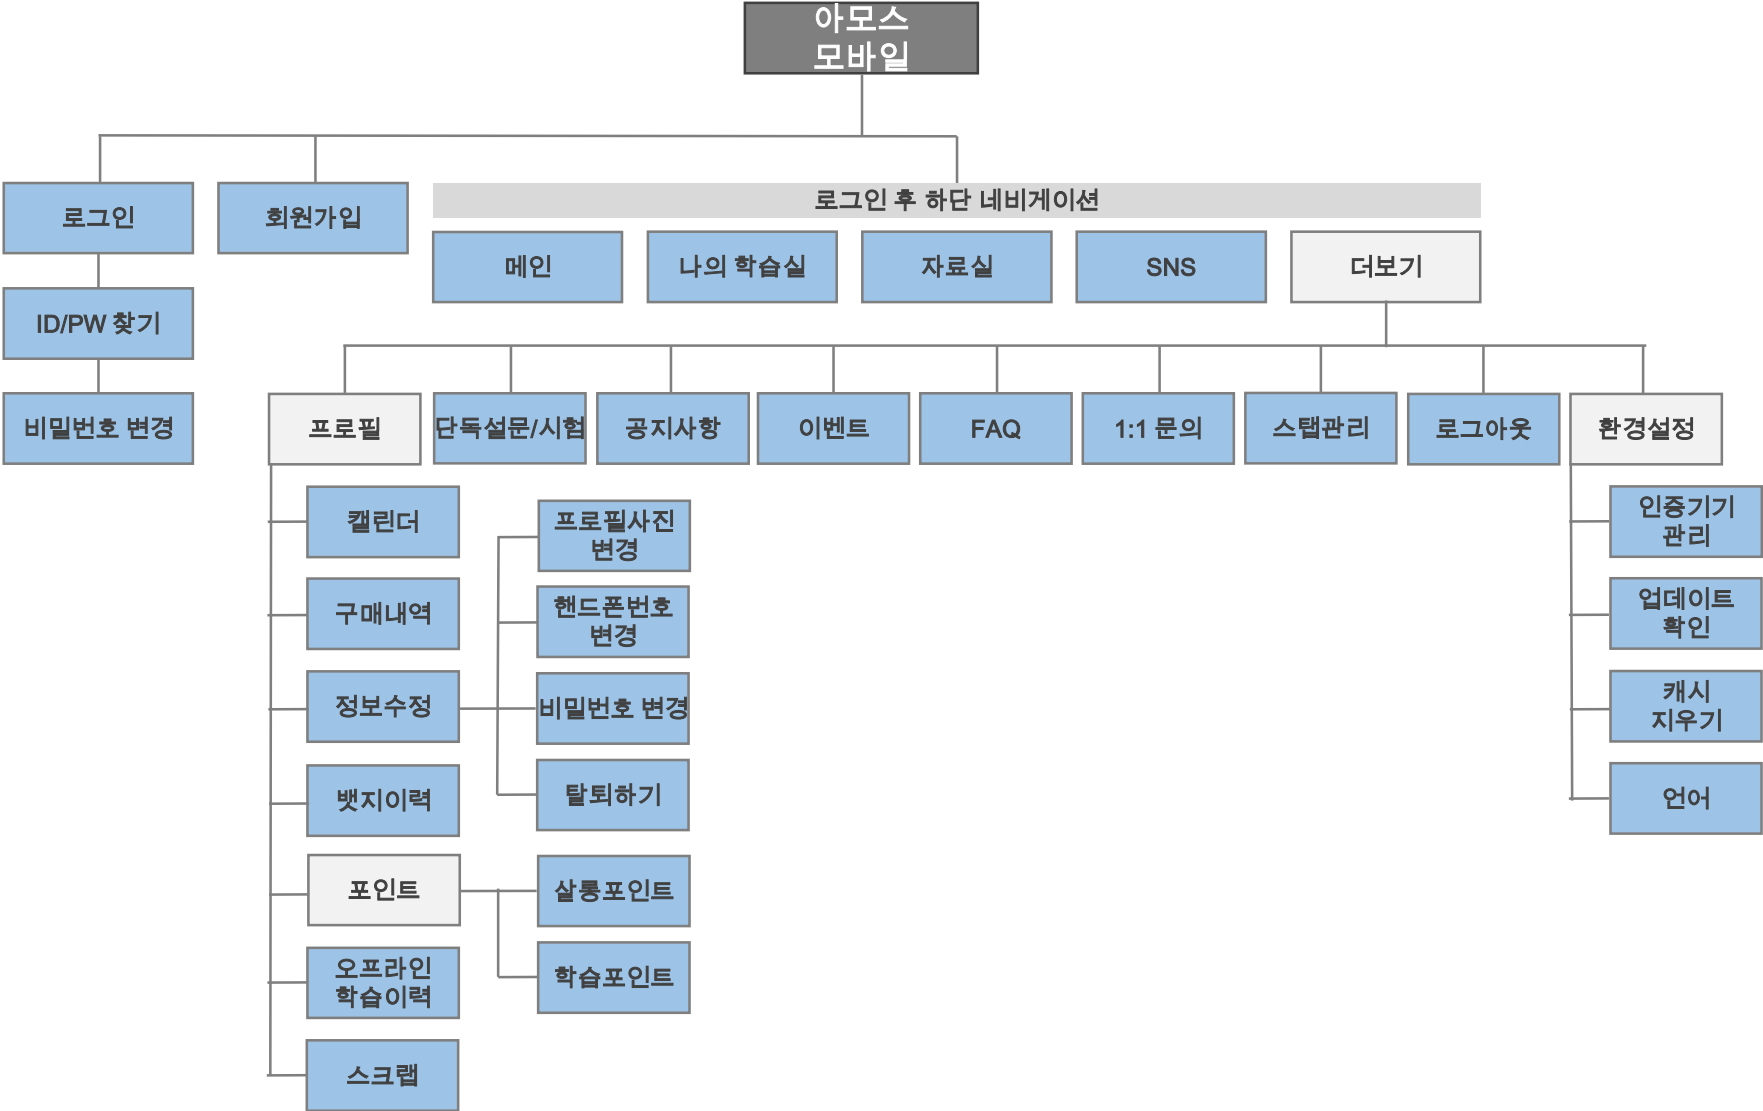 아모스
모바일
로그인
회원가입
로그인 후 하단 네비게이션
메인
나의 학습실
자료실
SNS
더보기
ID/PW 찾기
비밀번호 변경
프로필
단독설문/시험
공지사항
이벤트
FAQ
1:1 문의
스탭관리
로그아웃
환경설정
캘린더
구매내역
정보수정
뱃지이력
포인트
오프라인
학습이력
스크랩
프로필사진
변경
핸드폰번호
변경
비밀번호 변경
탈퇴하기
살롱포인트
학습포인트
인증기기
관리
업데이트
확인
캐시
지우기
언어